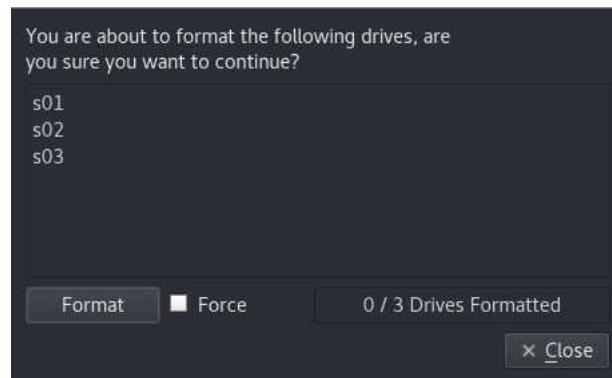 You are about to format the following drives, are
you sure you want to continue?
s01
s02
s03
Format
Force
0 / 3 Drives Formatted
Close